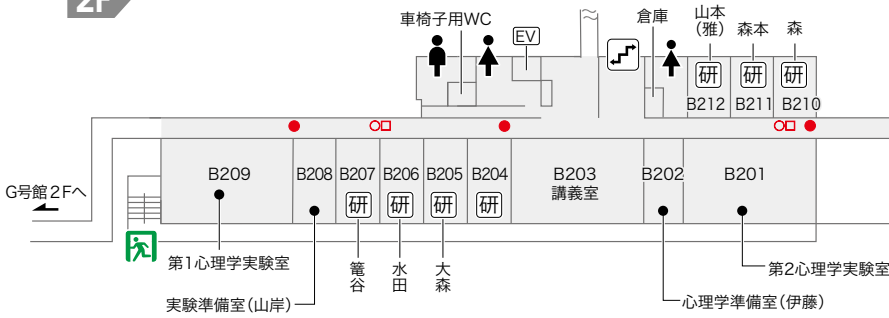 2F
車椅子用WC
EV
倉庫
山本
(雅)
森本
森
研
研
研
B212
B211
B210
G号館2Fへ
B209
B208
B207
B206
B205
B204
B203
講義室
B202
B201
研
研
研
研
第1心理学実験室
実験準備室(山岸)
篭谷
水田
大森
心理学準備室(伊藤)
第2心理学実験室